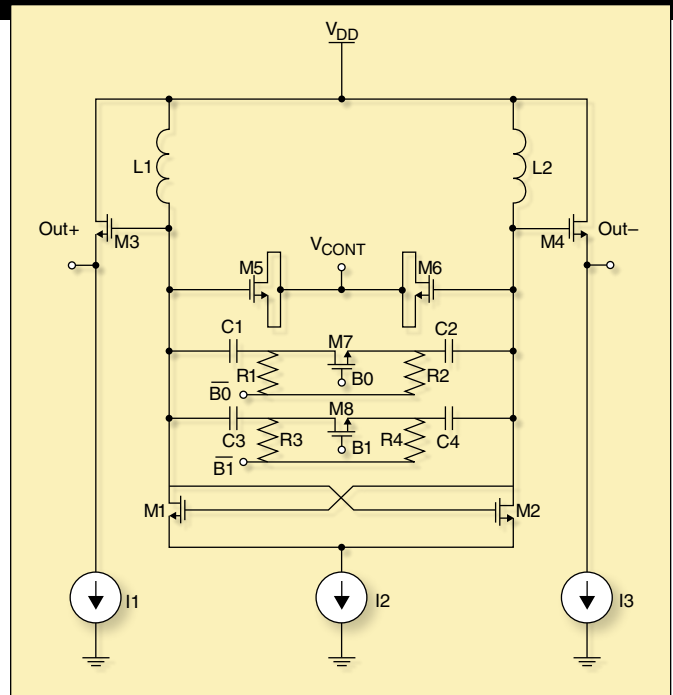 VDD
L1
L2
Out+
M3
M4
Out–
VCONT
M5
M6
C1
M7
C2
R1
B0
R2
B0
M8
C3
R3
B1
R4
C4
B1
M1
M2
I1
I2
I3